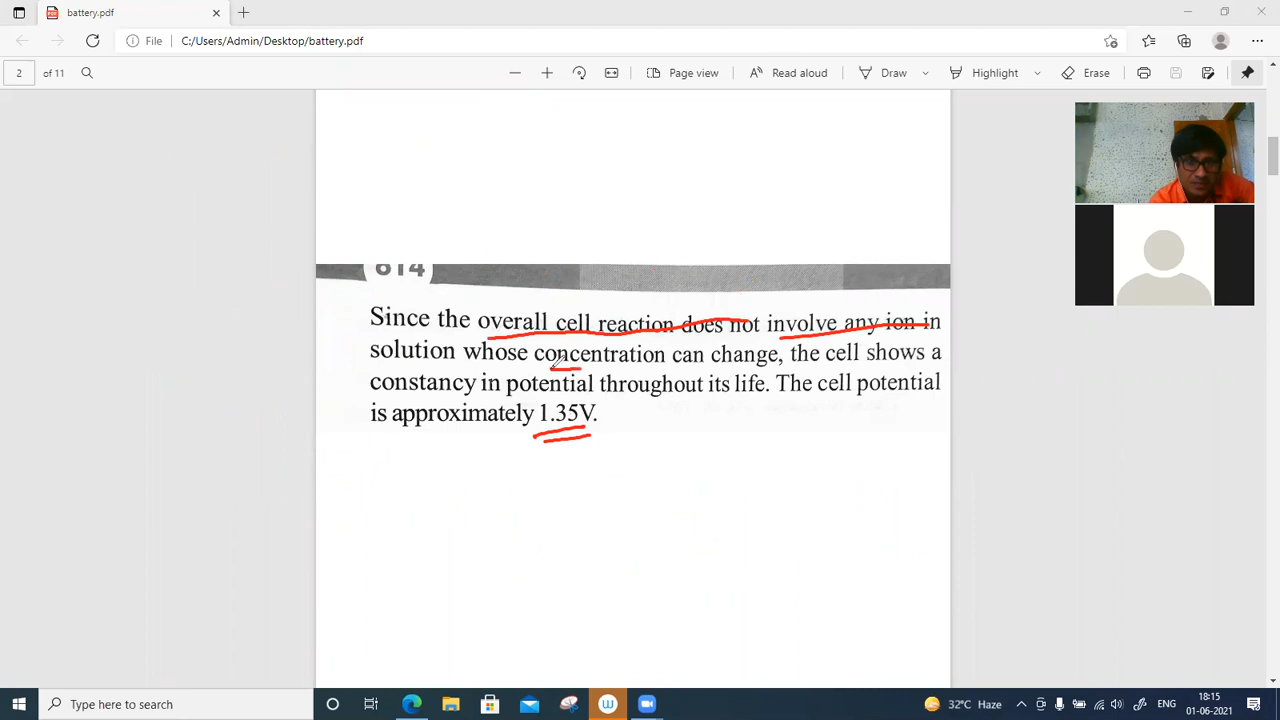 battery.pdf
File
C:/Users/Admin/Desktop/battery.pdf
2 of 11
Page view
Read aloud
Draw
Highlight
Erase
614
Since the overall cell reaction does not involve any ion in
solution whose concentration can change, the cell shows a
constancy in potential throughout its life. The cell potential
is approximately 1.35V.
Type here to search
32°C Haze
ENG
18:15
01-06-2021